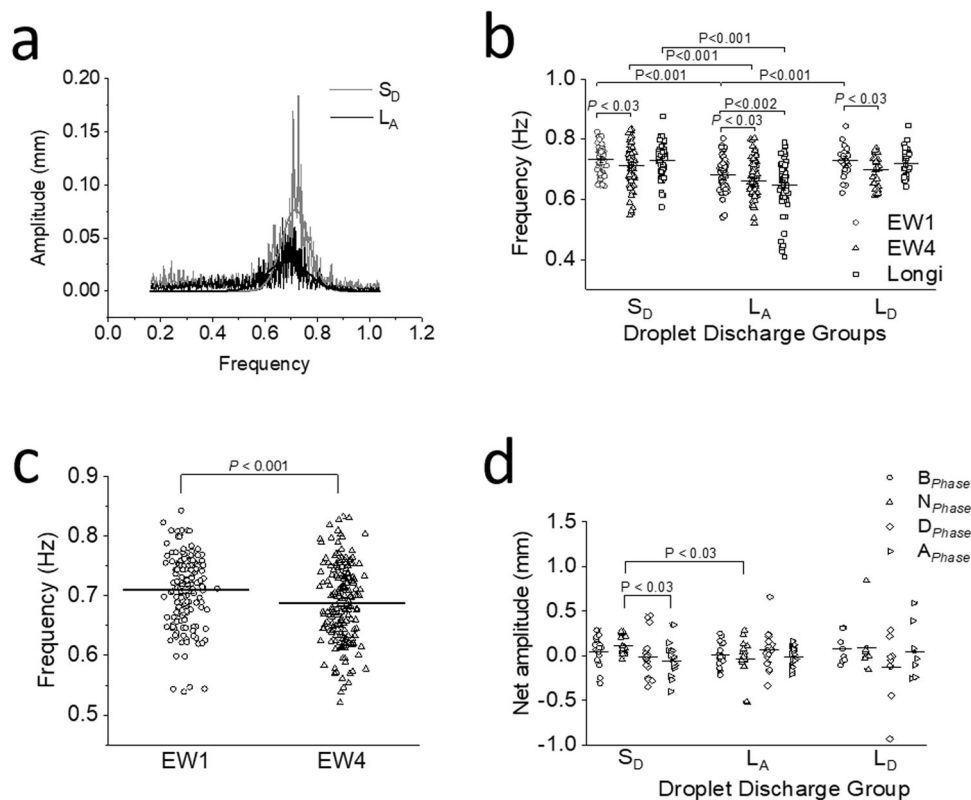 a
Amplitude (mm)
0.20
0.15
0.10
0.05
0.00
S_D
L_A
0.0 0.2 0.4 0.6 0.8 1.0 1.2
Frequency
b
Frequency (Hz)
1.0
0.8
0.6
0.4
P<0.001
P<0.001
P<0.001 P<0.001
P<0.002
P < 0.03 P < 0.03 P < 0.03
EW1
EW4
Longi
S_D L_A L_D
Droplet Discharge Groups
c
Frequency (Hz)
0.9
0.8
0.7
0.6
0.5
P < 0.001
EW1 EW4
d
B_Phase
N_Phase
D_Phase
A_Phase
Net amplitude (mm)
1.5
1.0
0.5
0.0
-0.5
-1.0
P < 0.03
P < 0.03
S_D L_A L_D
Droplet Discharge Group